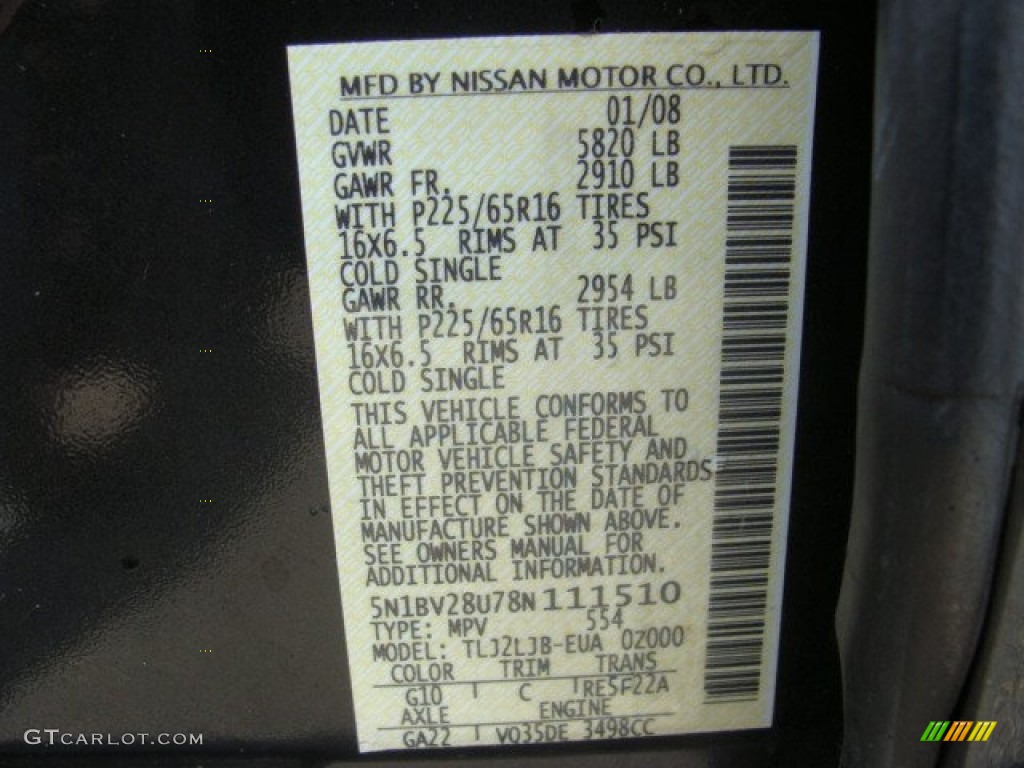 MFD BY NISSAN MOTOR CO., LTD.
DATE 01/08
GVWR 5820 LB
GAWR FR. 2910 LB
WITH P225/65R16 TIRES
16X6.5 RIMS AT 35 PSI
COLD SINGLE
GAWR RR. 2954 LB
WITH P225/65R16 TIRES
16X6.5 RIMS AT 35 PSI
COLD SINGLE
THIS VEHICLE CONFORMS TO
ALL APPLICABLE FEDERAL
MOTOR VEHICLE SAFETY AND
THEFT PREVENTION STANDARDS
IN EFFECT ON THE DATE OF
MANUFACTURE SHOWN ABOVE.
SEE OWNERS MANUAL FOR
ADDITIONAL INFORMATION.
5N1BV28U78N111510
TYPE: MPV 554
MODEL: TLJ2LJB-EUA 02000
COLOR TRIM TRANS
G10 C RE5F22A
AXLE ENGINE
GA22 VQ35DE 3498CC
GTCARLOT.COM